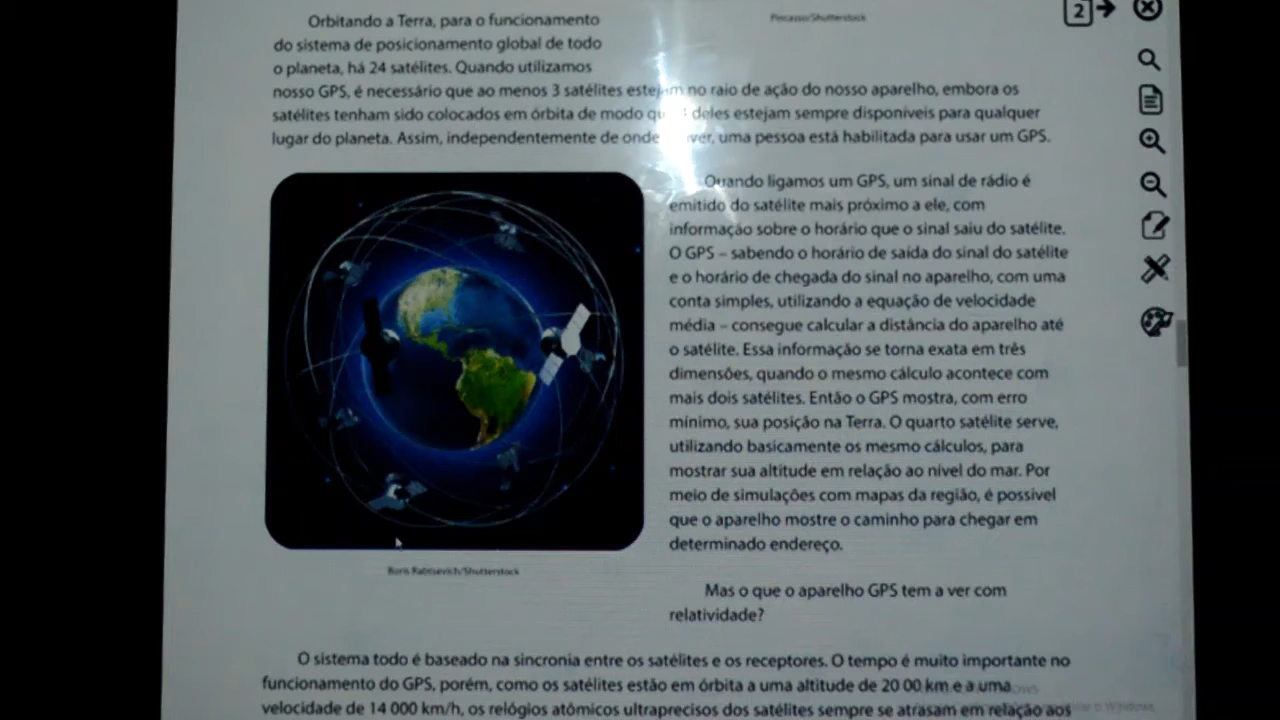 Orbitando a Terra, para o funcionamento
do sistema de posicionamento global de todo
o planeta, há 24 satélites. Quando utilizamos
nosso GPS, é necessário que ao menos 3 satélites estejam no raio de ação do nosso aparelho, embora os
satélites tenham sido colocados em órbita de modo deles estejam sempre disponíveis para qualquer
lugar do planeta. Assim, independentemente de onde uma pessoa está habilitada para usar um GPS.
/Shutterstock
2
Quando ligamos um GPS, um sinal de rádio é
emitido do satélite mais próximo a ele, com
informação sobre o horário que o sinal saiu do satélite.
O GPS – sabendo o horário de saída do sinal do satélite
e o horário de chegada do sinal no aparelho, com uma
conta simples, utilizando a equação de velocidade
média – consegue calcular a distância do aparelho até
o satélite. Essa informação se torna exata em três
dimensões, quando o mesmo cálculo acontece com
mais dois satélites. Então o GPS mostra, com erro
mínimo, sua posição na Terra. O quarto satélite serve,
utilizando basicamente os mesmo cálculos, para
mostrar sua altitude em relação ao nível do mar. Por
meio de simulações com mapas da região, é possível
que o aparelho mostre o caminho para chegar em
determinado endereço.
Boris /Shutterstock
Mas o que o aparelho GPS tem a ver com
relatividade?
O sistema todo é baseado na sincronia entre os satélites e os receptores. O tempo é muito importante no
funcionamento do GPS, porém, como os satélites estão em órbita a uma altitude de 20 00 km e a uma
velocidade de 14 000 km/h, os relógios atômicos ultraprecisos dos satélites sempre se atrasam em relação aos
o Windows.